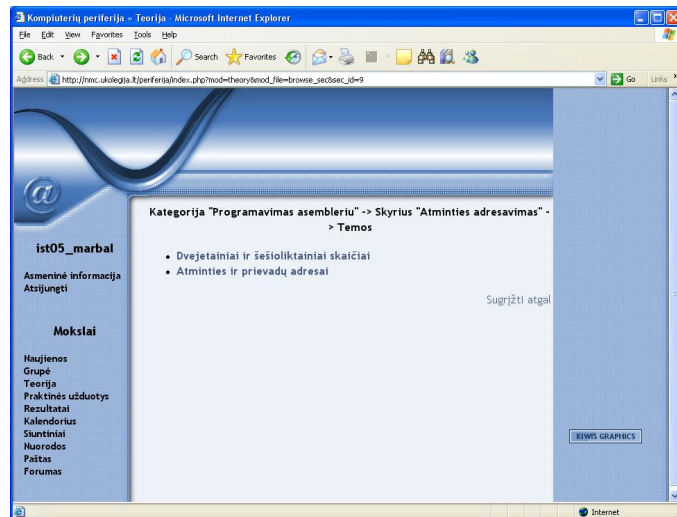 Kompiuterių periferija » Teorija - Microsoft Internet Explorer
File Edit View Favorites Tools Help
Back Search Favorites
Address http://nmc.ukolegija.lt/periferija/index.php?mod=theory&mod_file=browse_sec&sec_id=9 Go Links
@
Kategorija "Programavimas asembleriu" -> Skyrius "Atminties adresavimas" -
> Temos
ist05_marbal
• Dvejetainiai ir šešioliktainiai skaičiai
• Atminties ir prievadų adresai
Asmeninė informacija
Atsijungti
Sugrįžti atgal
Mokslai
Naujienos
Grupė
Teorija
Praktinės užduotys
Rezultatai
Kalendorius
Siuntiniai
Nuorodos
Paštas
Forumas
KIWIS GRAPHICS
Internet